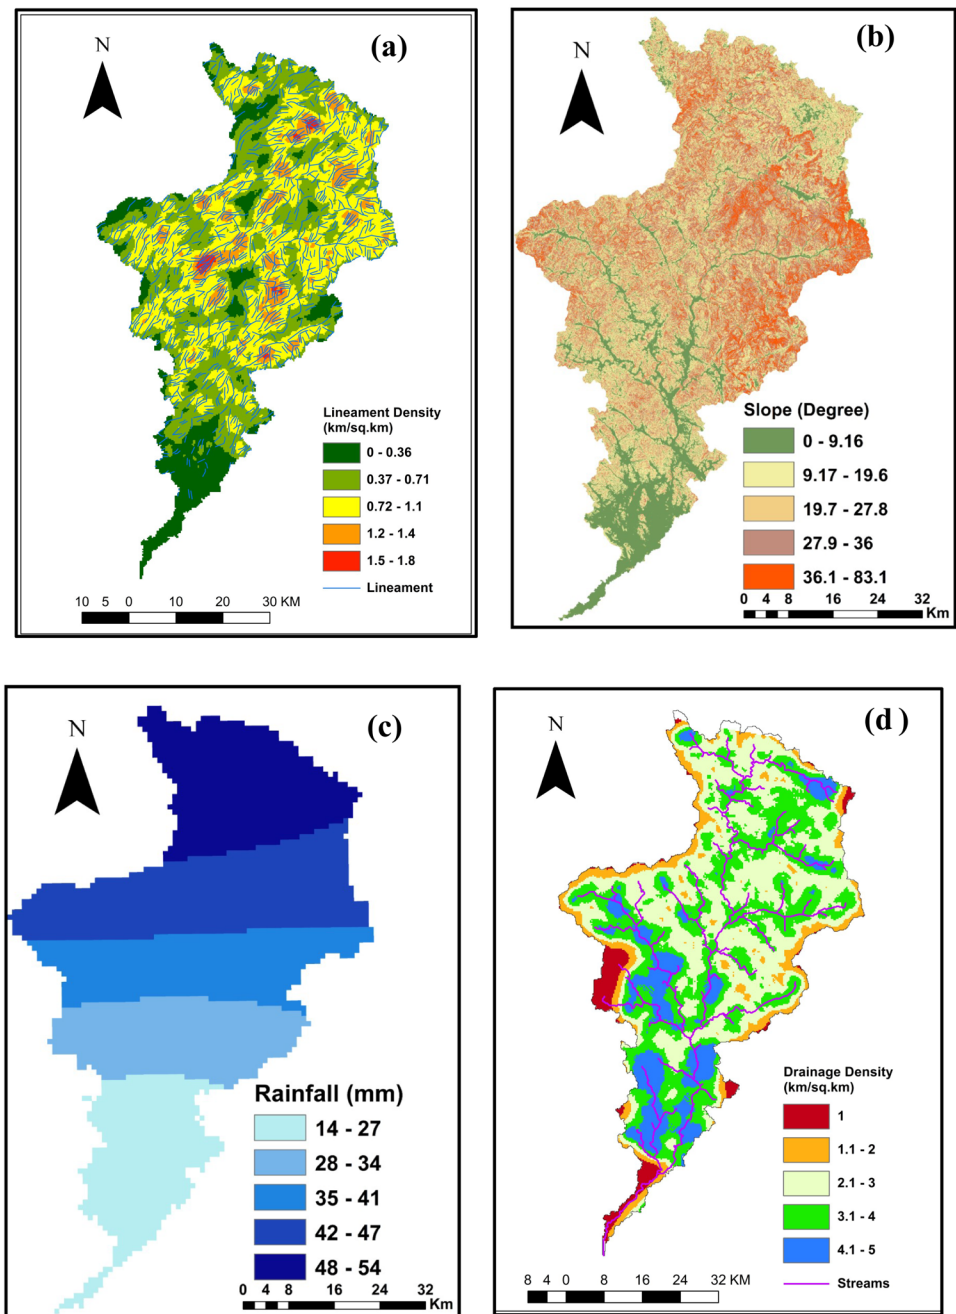 (a)
N
Lineament Density
(km/sq.km)
0 - 0.36
0.37 - 0.71
0.72 - 1.1
1.2 - 1.4
1.5 - 1.8
Lineament
10 5 0 10 20 30 KM
(b)
N
Slope (Degree)
0 - 9.16
9.17 - 19.6
19.7 - 27.8
27.9 - 36
36.1 - 83.1
0 4 8 16 24 32
Km
(c)
N
Rainfall (mm)
14 - 27
28 - 34
35 - 41
42 - 47
48 - 54
0 4 8 16 24 32
Km
(d )
N
Drainage Density
(km/sq.km)
1
1.1 - 2
2.1 - 3
3.1 - 4
4.1 - 5
Streams
8 4 0 8 16 24 32 KM